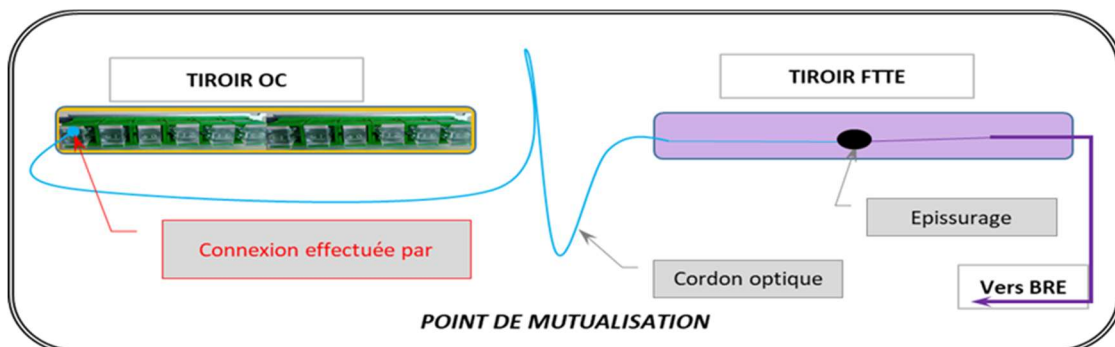 TIROIR OC
TIROIR FTTE
Epissurage
Connexion effectuée par
Cordon optique
Vers BRE
POINT DE MUTUALISATION